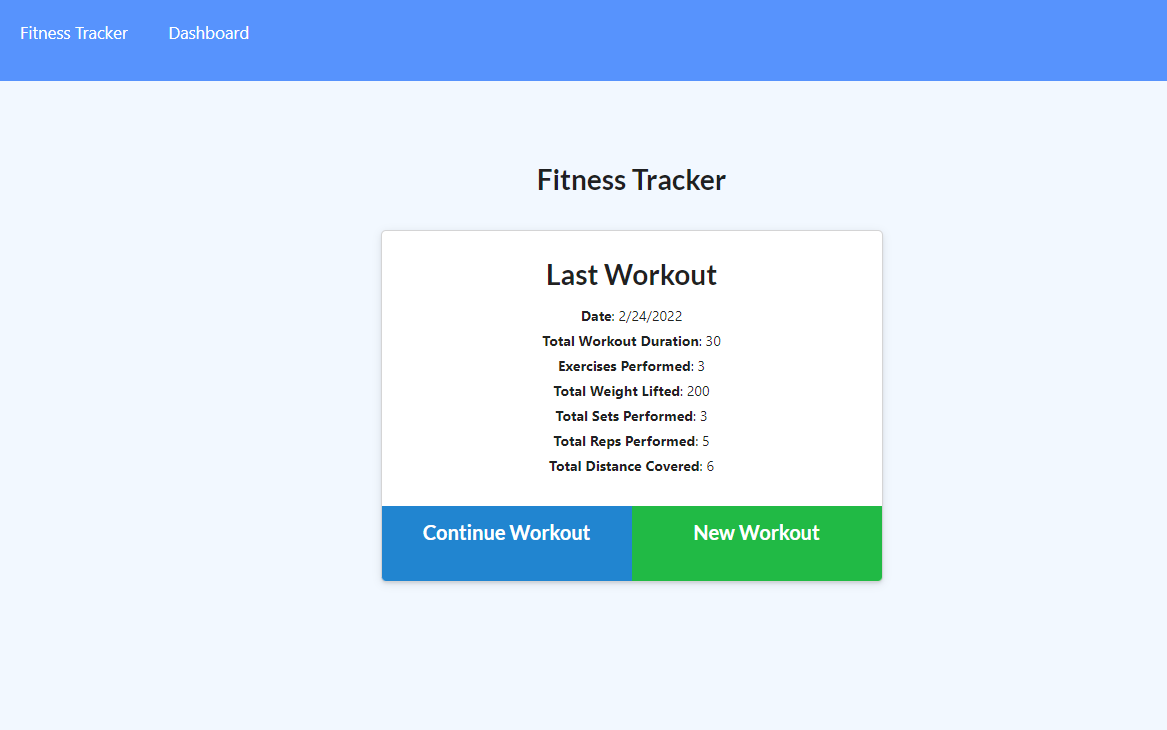 Fitness Tracker Dashboard
Fitness Tracker
Last Workout
Date: 2/24/2022
Total Workout Duration: 30
Exercises Performed: 3
Total Weight Lifted: 200
Total Sets Performed: 3
Total Reps Performed: 5
Total Distance Covered: 6
Continue Workout New Workout